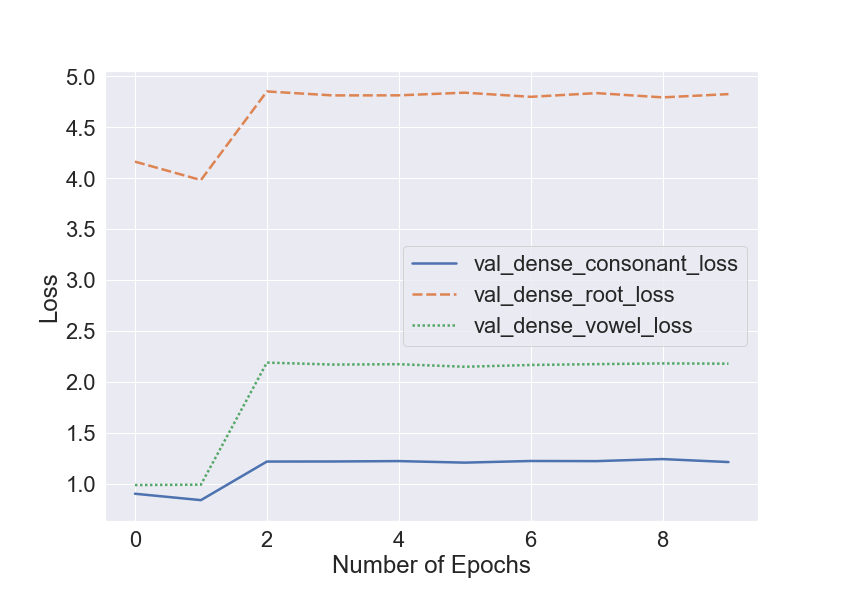 5.0
4.5
4.0
3.5
3.0
2.5
2.0
1.5
1.0
Loss
val_dense_consonant_loss
val_dense_root_loss
val_dense_vowel_loss
0 2 4 6 8
Number of Epochs